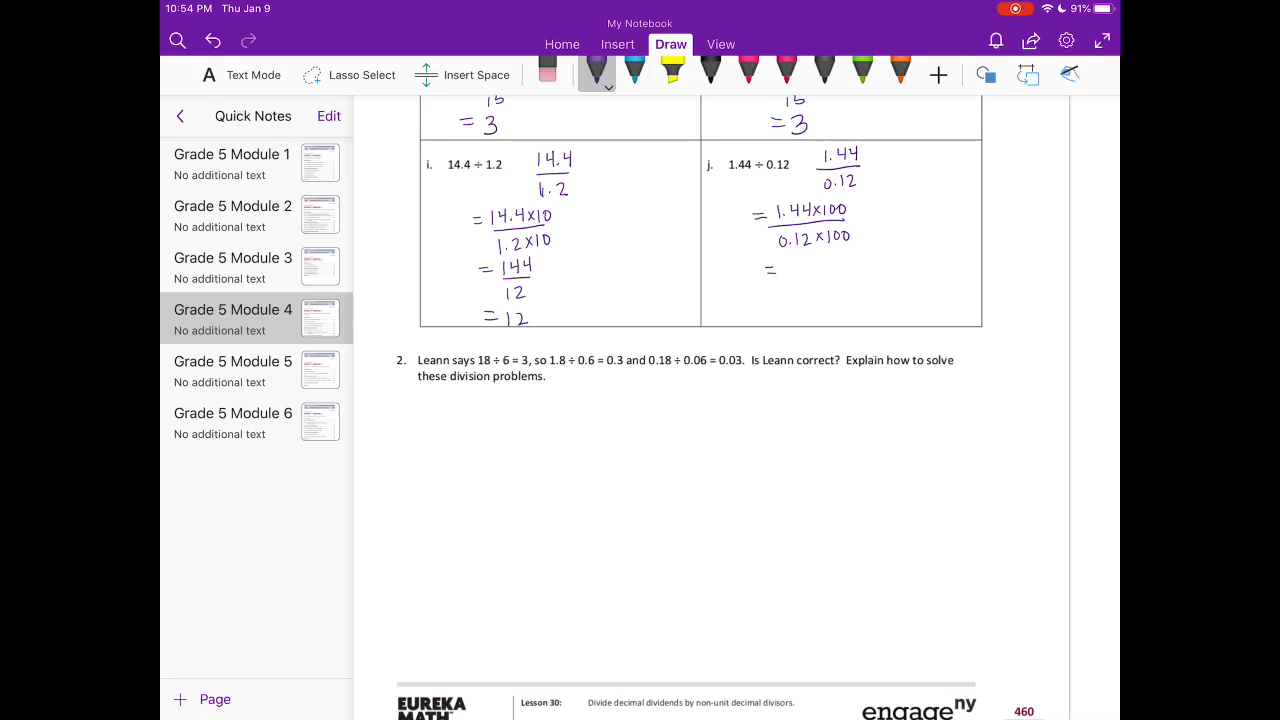 10:54 PM Thu Jan 9
91%
My Notebook
Home Insert Draw View
A Text Mode Lasso Select Insert Space
Quick Notes Edit
Grade 5 Module 1
No additional text
Grade 5 Module 2
No additional text
Grade 5 Module 3
No additional text
Grade 5 Module 4
No additional text
Grade 5 Module 5
No additional text
Grade 5 Module 6
No additional text
+ Page
15
= 3
15
= 3
i. 14.4 ÷ 1.2
14.4
1.2
= 14.4×10
1.2×10
= 144
12
= 12
j. 1.44 ÷ 0.12
1.44
0.12
= 1.44×100
0.12×100
=
2. Leann says 18 ÷ 6 = 3, so 1.8 ÷ 0.6 = 0.3 and 0.18 ÷ 0.06 = 0.03. Is Leann correct? Explain how to solve
these division problems.
EUREKA
MATH™
Lesson 30: Divide decimal dividends by non-unit decimal divisors.
engageny
460